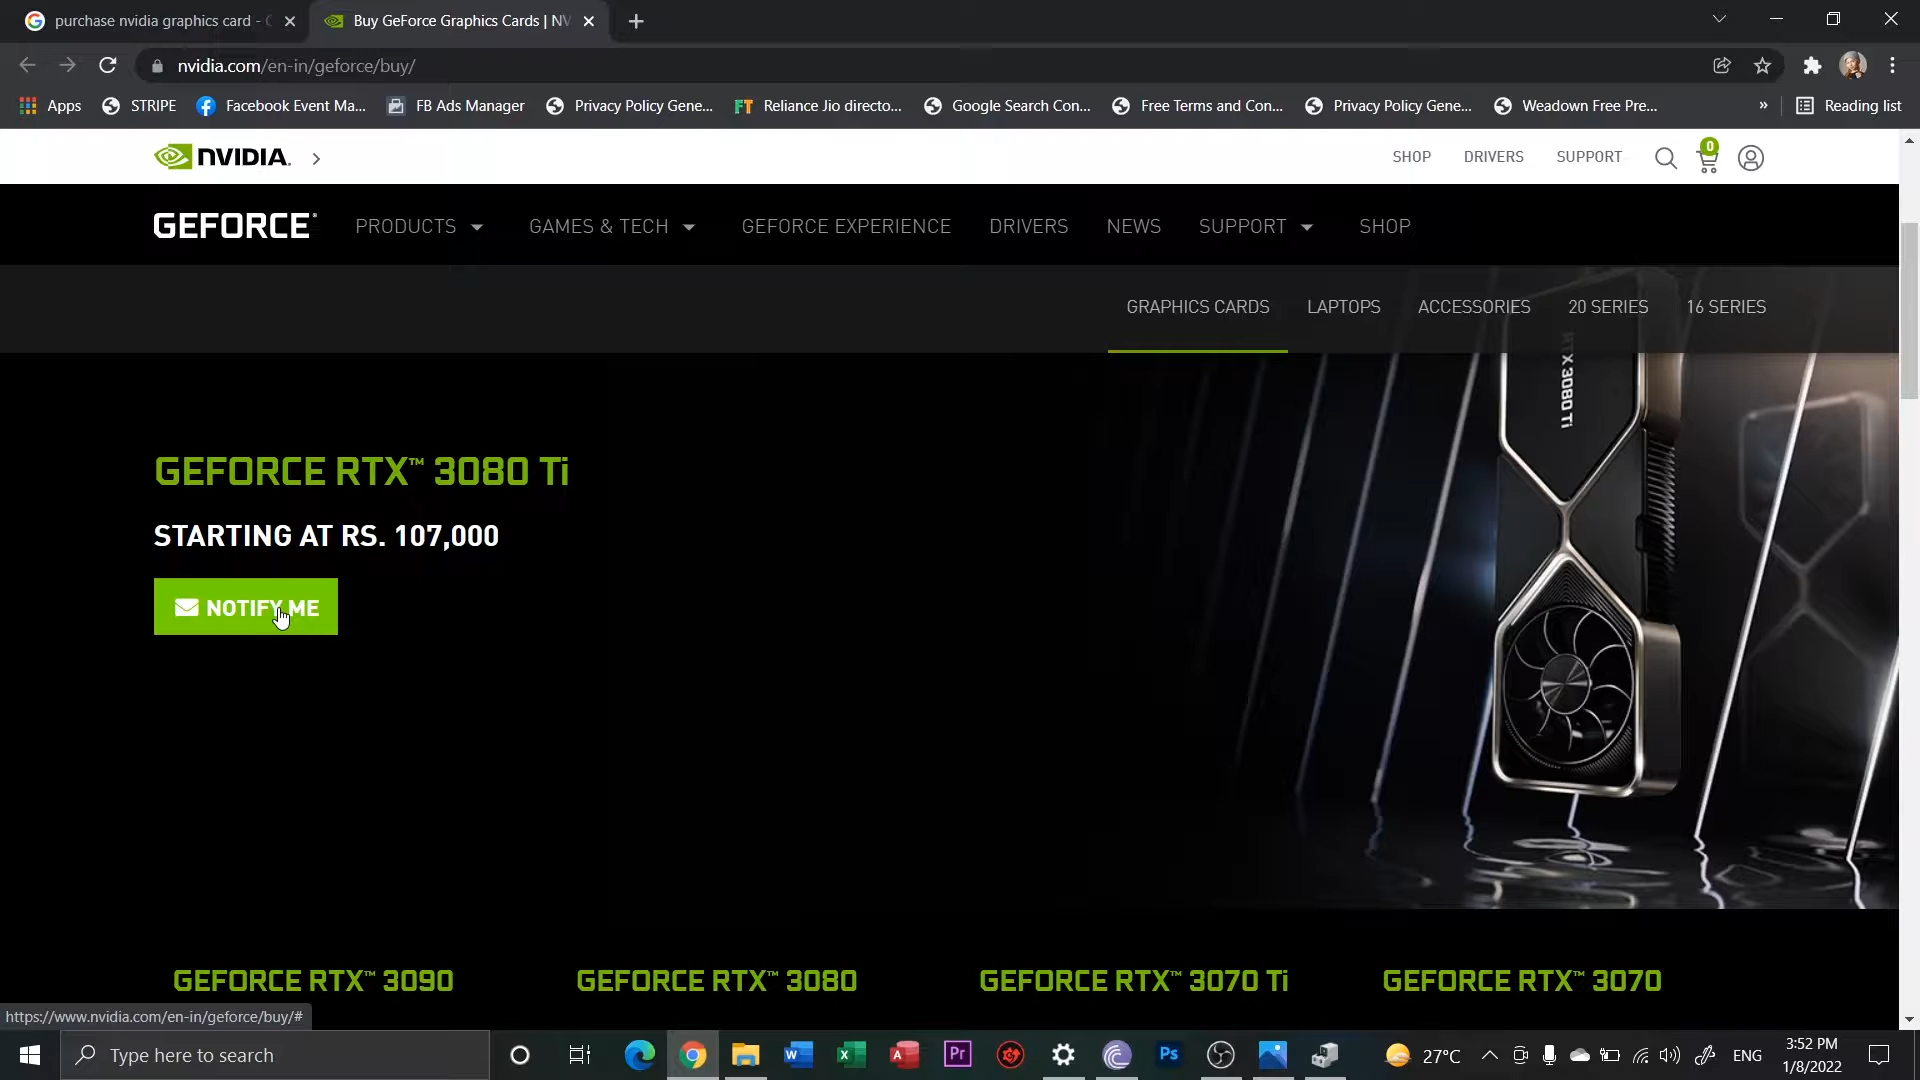 purchase nvidia graphics card -
Buy GeForce Graphics Cards | NV
nvidia.com/en-in/geforce/buy/
Apps
STRIPE
Facebook Event Ma...
FB Ads Manager
Privacy Policy Gene...
Reliance Jio directo...
Google Search Con...
Free Terms and Con...
Privacy Policy Gene...
Weadown Free Pre...
»
Reading list
NVIDIA.
SHOP
DRIVERS
SUPPORT
0
GEFORCE
PRODUCTS
GAMES & TECH
GEFORCE EXPERIENCE
DRIVERS
NEWS
SUPPORT
SHOP
GRAPHICS CARDS
LAPTOPS
ACCESSORIES
20 SERIES
16 SERIES
RTX 3080 Ti
GEFORCE RTX™ 3080 Ti
STARTING AT RS. 107,000
NOTIFY ME
GEFORCE RTX™ 3090
GEFORCE RTX™ 3080
GEFORCE RTX™ 3070 Ti
GEFORCE RTX™ 3070
https://www.nvidia.com/en-in/geforce/buy/#
Type here to search
27°C
ENG
3:52 PM
1/8/2022